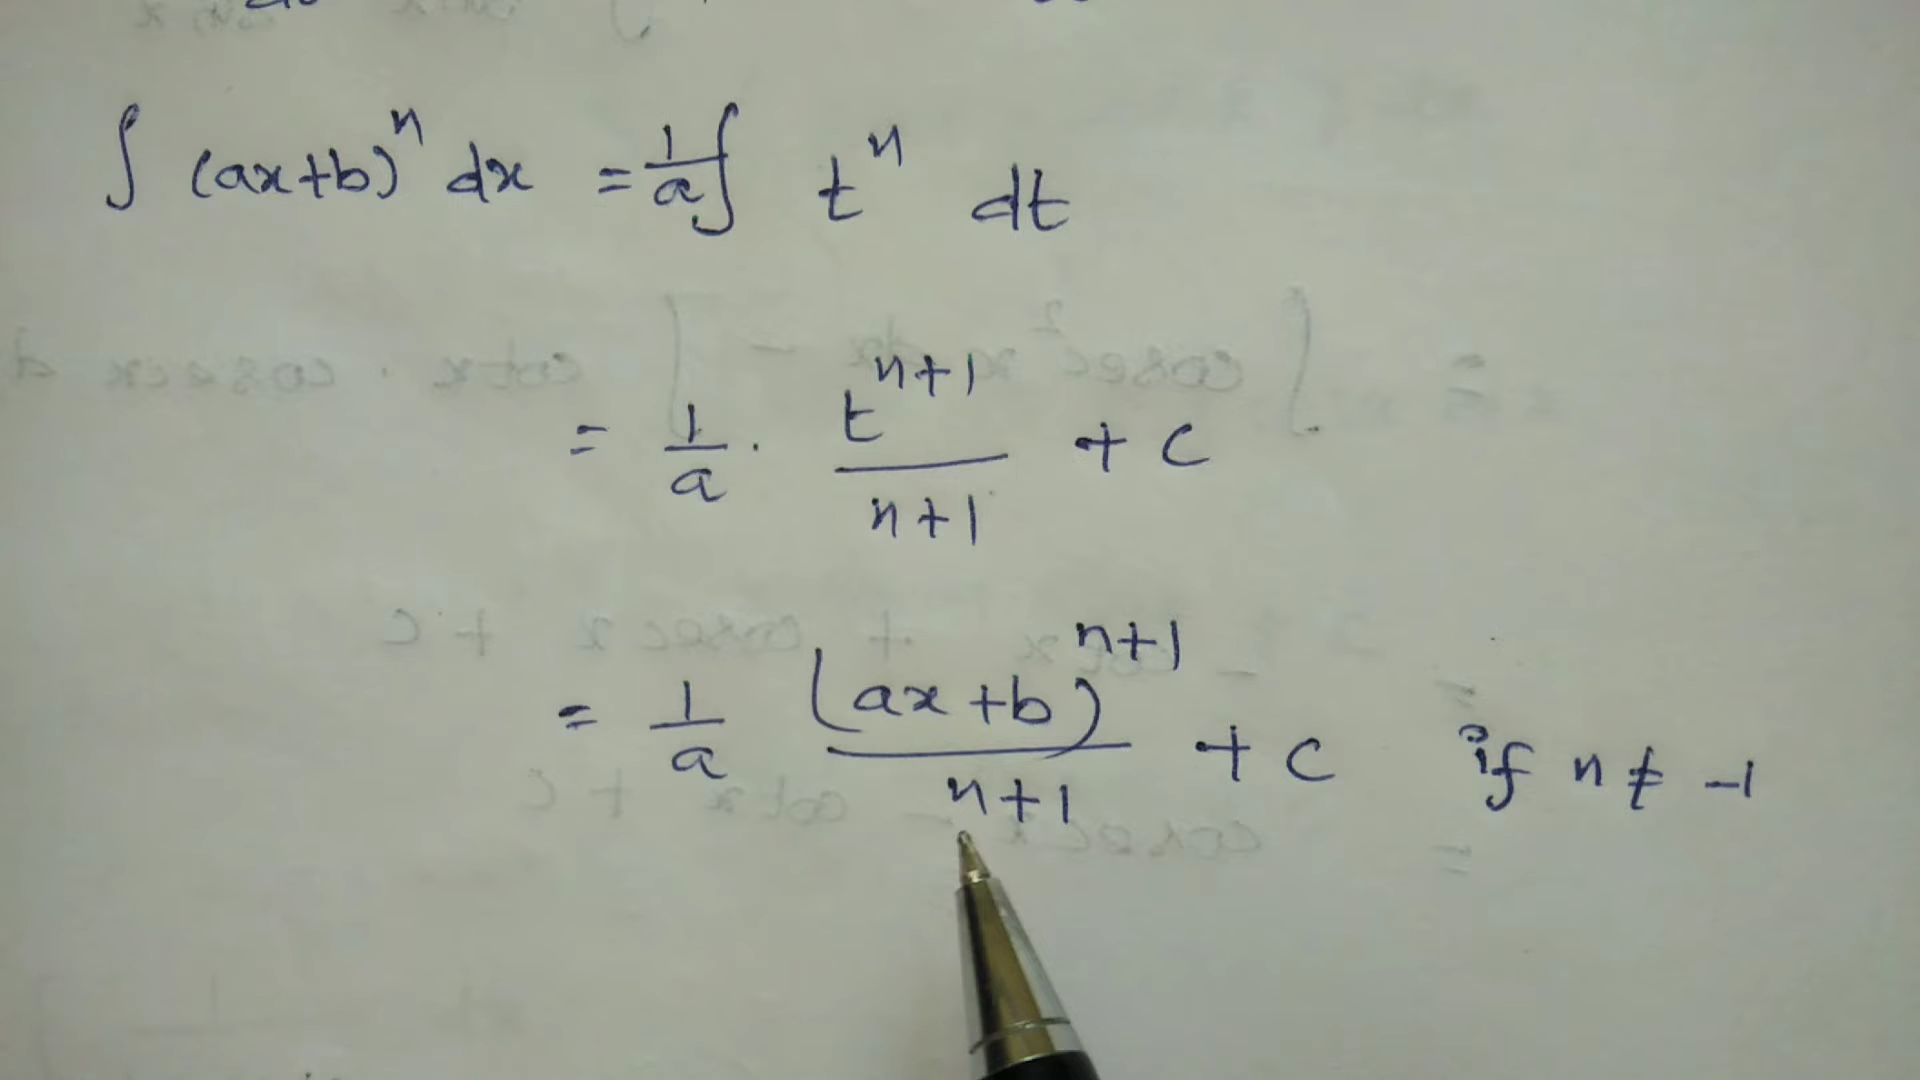 ∫ (ax+b)^n dx = 1/a ∫ t^n dt
= 1/a · t^(n+1)/(n+1) + c
= 1/a (ax+b)^(n+1)/(n+1) + c if n ≠ -1